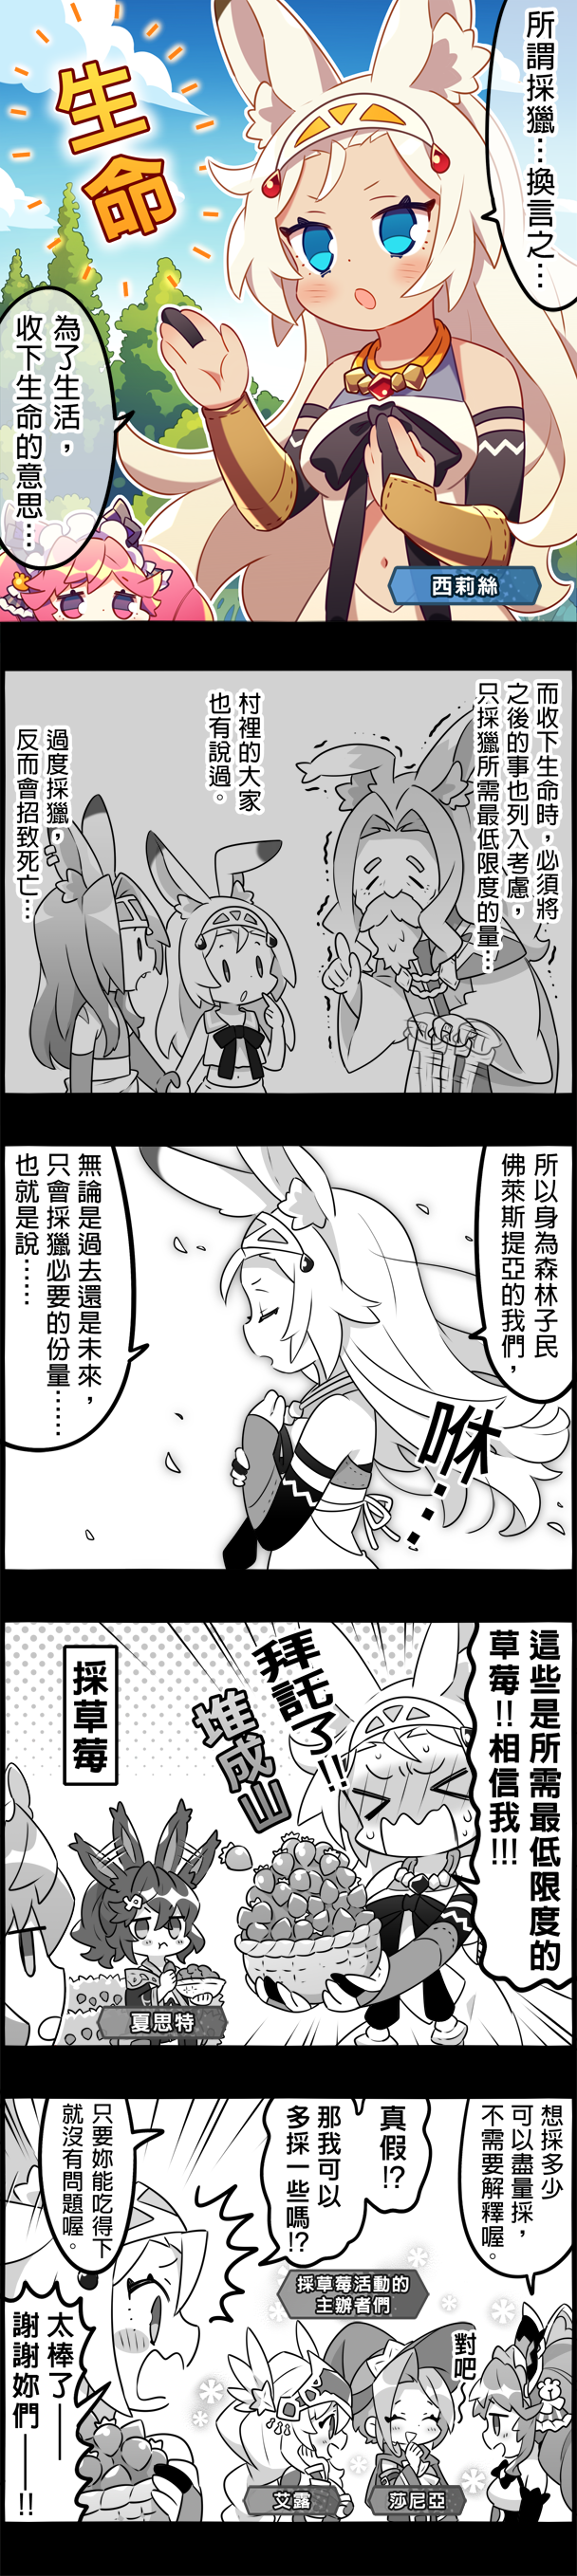 所謂採獵…換言之…
生命
為了生活，
收下生命的意思…
西莉絲
而收下生命時，必須將
之後的事也列入考慮，
只採獵所需最低限度的量…
村裡的大家
也有說過。
過度採獵，
反而會招致死亡…
所以身為森林子民
佛萊斯提亞的我們，
無論是過去還是未來，
只會採獵必要的份量……
也就是說……
咻…
這些是所需最低限度的
草莓!!相信我!!!
拜託了!!
堆成山
採草莓
夏思特
想採多少
可以盡量採，
不需要解釋喔。
真假!?
那我可以
多採一些嗎!?
只要妳能吃得下
就沒有問題喔。
採草莓活動的
主辦者們
對吧
太棒了——
謝謝妳們——!!
艾露
莎尼亞